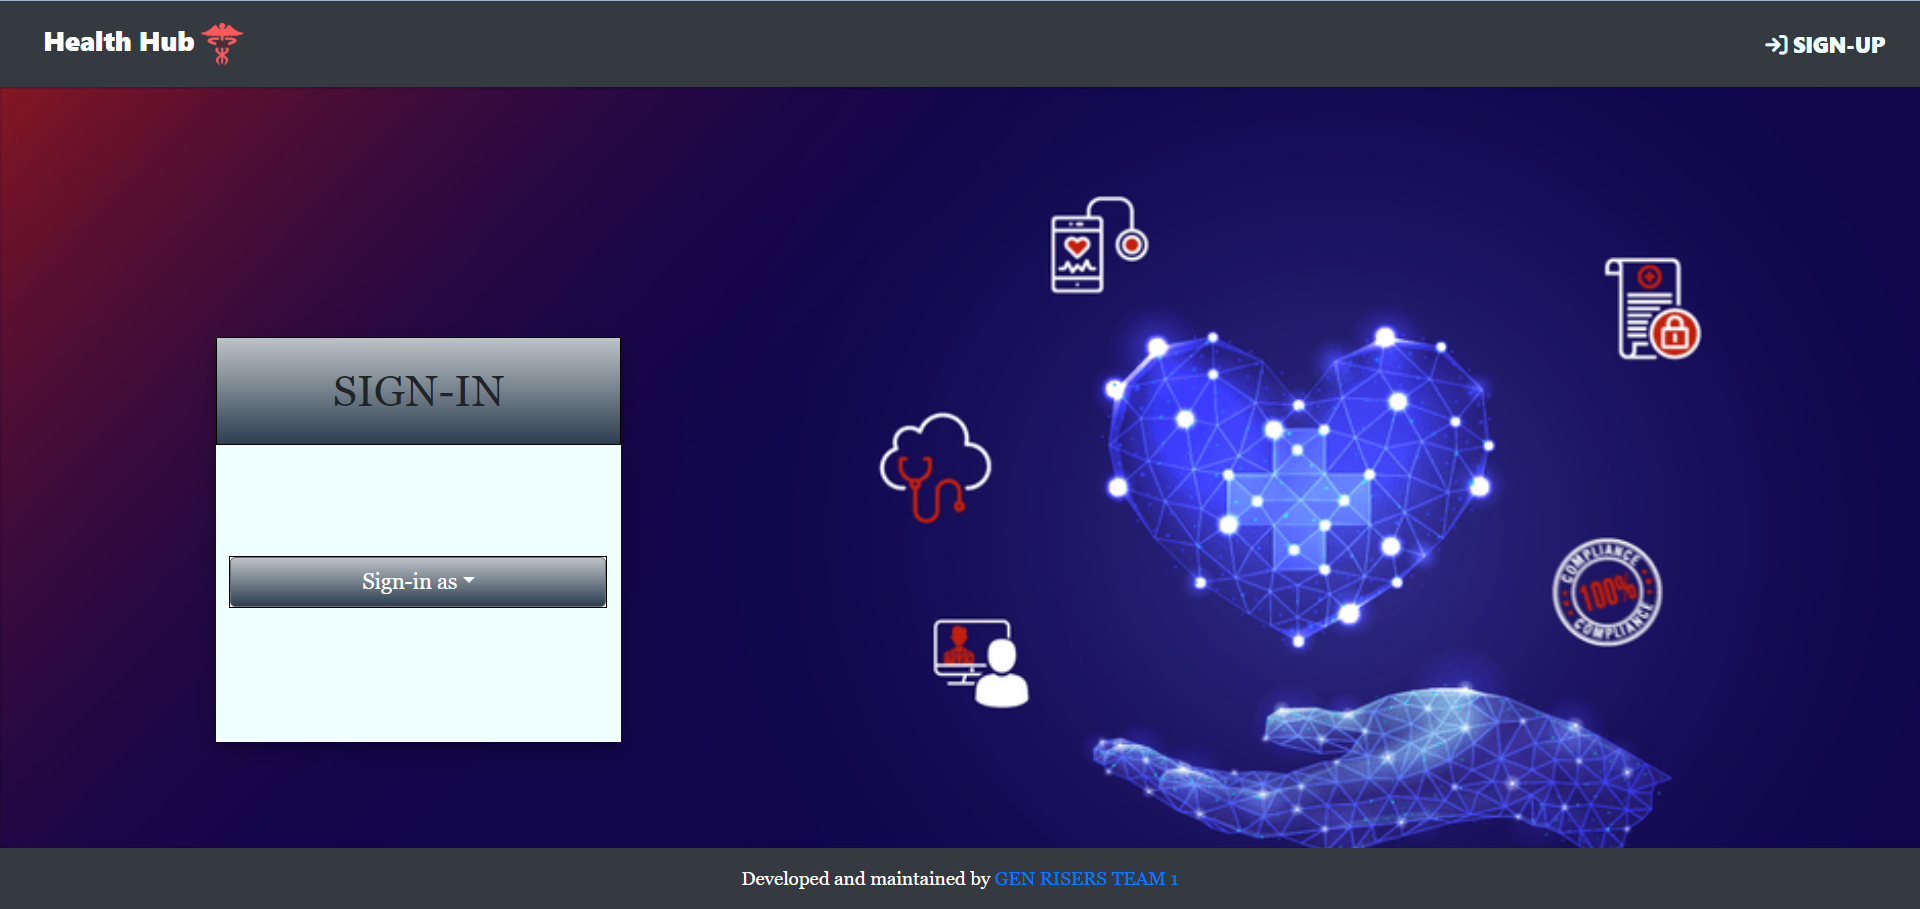 Health Hub
SIGN-UP
SIGN-IN
Sign-in as
COMPLIANCE
100%
COMPLIANCE
Developed and maintained by GEN RISERS TEAM 1